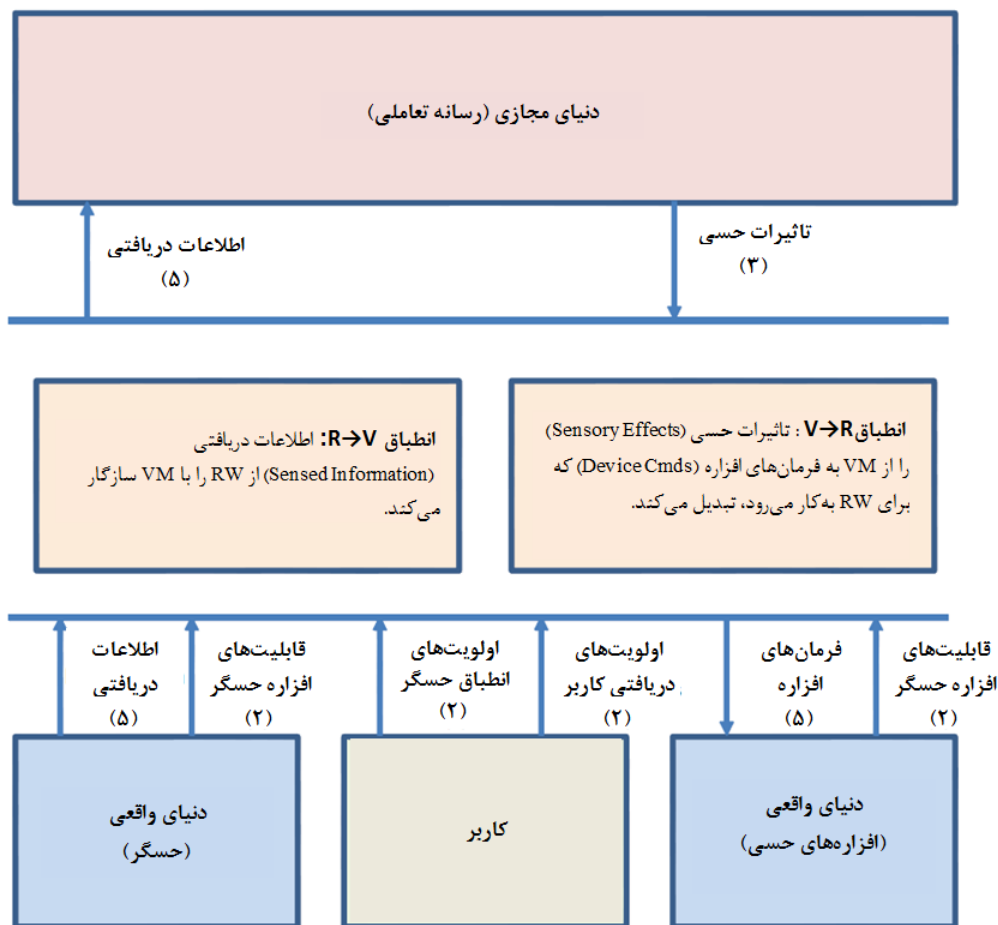 دنیای مجازی (رسانه تعاملی)
تاثیرات حسی
(۳)
اطلاعات دریافتی
(۵)
انطباقV→R : تاثیرات حسی (Sensory Effects)
را از VM به فرمان‌های افزاره (Device Cmds) که
برای RW به‌کار می‌رود، تبدیل می‌کند.
انطباق R→V: اطلاعات دریافتی
(Sensed Information) از RW را با VM سازگار
می‌کند.
قابلیت‌های
افزاره حسگر
(۲)
فرمان‌های
افزاره
(۵)
اولویت‌های
دریافتی کاربر
(۲)
اولویت‌های
انطباق حسگر
(۲)
قابلیت‌های
افزاره حسگر
(۲)
اطلاعات
دریافتی
(۵)
دنیای واقعی
(افزاره‌های حسی)
کاربر
دنیای واقعی
(حسگر)